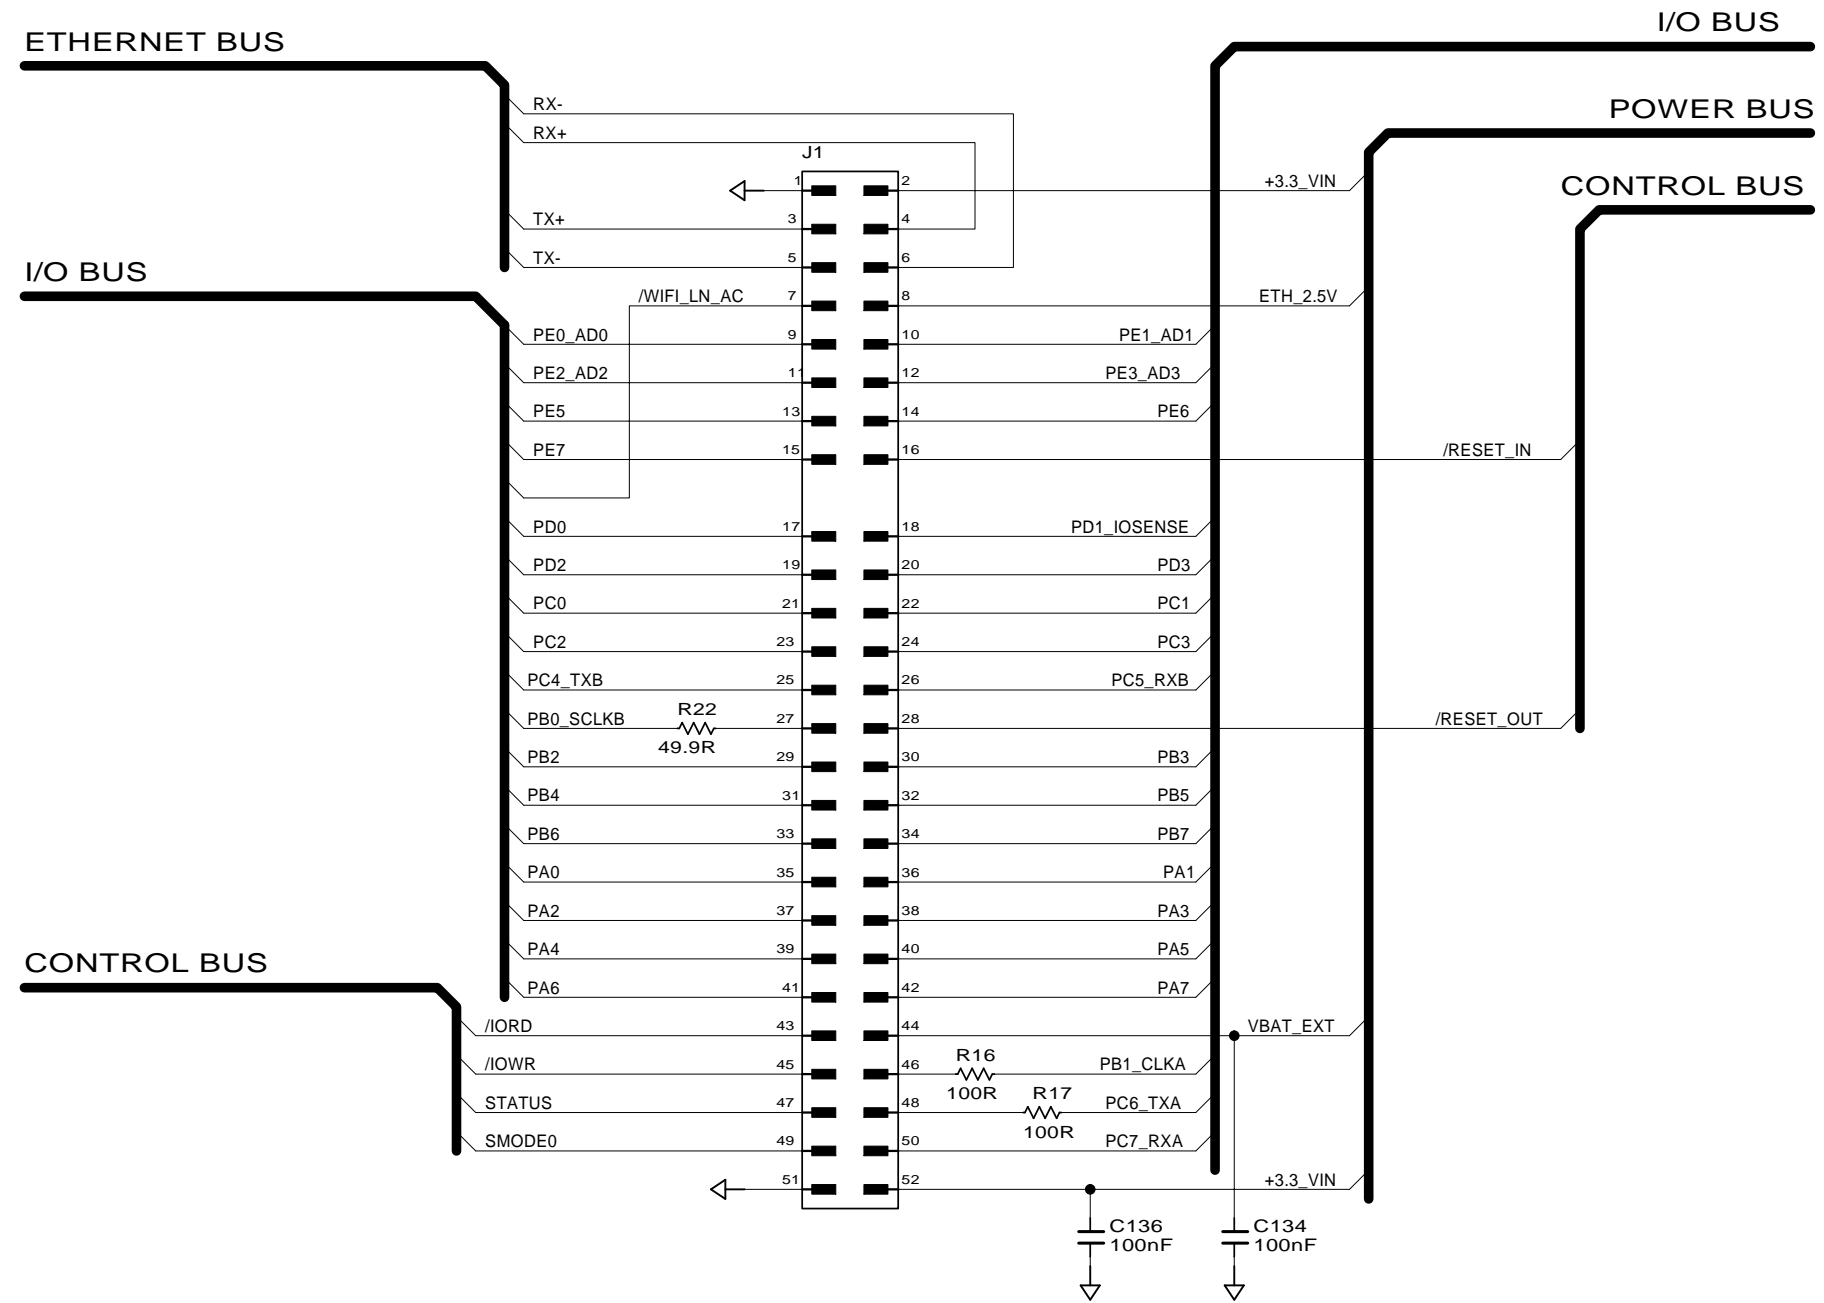 I/O BUS
ETHERNET BUS
RX-
POWER BUS
RX+
J1
1 2 +3.3_VIN
CONTROL BUS
TX+ 3 4
TX- 5 6
I/O BUS
/WIFI_LN_AC 7 8 ETH_2.5V
PE0_AD0 9 10 PE1_AD1
PE2_AD2 11 12 PE3_AD3
PE5 13 14 PE6
PE7 15 16 /RESET_IN
PD0 17 18 PD1_IOSENSE
PD2 19 20 PD3
PC0 21 22 PC1
PC2 23 24 PC3
PC4_TXB 25 26 PC5_RXB
R22
PB0_SCLKB 27 28 /RESET_OUT
49.9R
PB2 29 30 PB3
PB4 31 32 PB5
PB6 33 34 PB7
PA0 35 36 PA1
PA2 37 38 PA3
PA4 39 40 PA5
CONTROL BUS
PA6 41 42 PA7
/IORD 43 44 VBAT_EXT
R16
/IOWR 45 46 PB1_CLKA
100R R17
STATUS 47 48 PC6_TXA
100R
SMODE0 49 50 PC7_RXA
51 52 +3.3_VIN
C136 C134
100nF 100nF